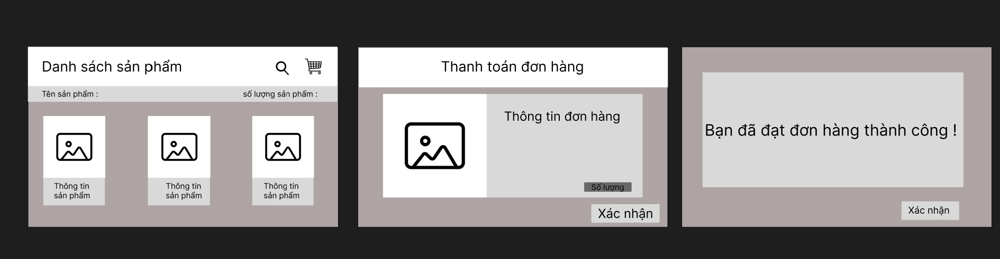 Danh sách sản phẩm
Tên sản phẩm :
số lượng sản phẩm :
Thông tin
sản phẩm
Thông tin
sản phẩm
Thông tin
sản phẩm
Thanh toán đơn hàng
Thông tin đơn hàng
Số lượng
Xác nhận
Bạn đã đạt đơn hàng thành công !
Xác nhận